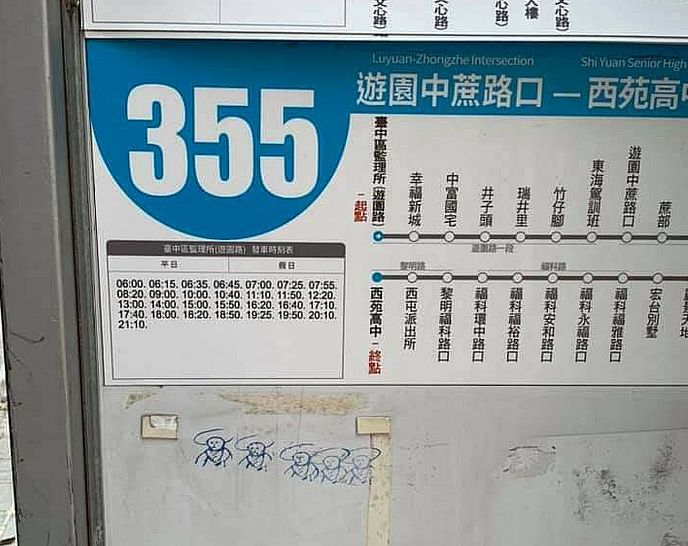 心路)
355
Luyuan-Zhongzhe Intersection
Shi Yuan Senior High
遊園中蔗路口 — 西苑高中
臺中區監理所(遊園路)
-起點
幸福新城
中富國宅
井子頭
瑞井里
竹仔腳
東海駕訓班
遊園中蔗路口
蔗部
遊園路一段
臺中區監理所(遊園路) 發車時刻表
平日
假日
06:00. 06:15. 06:35. 06:45. 07:00. 07:25. 07:55.
08:20. 09:00. 10:00. 10:40. 11:10. 11:50. 12:20.
13:00. 14:00. 15:00. 15:50. 16:20. 16:40. 17:10.
17:40. 18:00. 18:20. 18:50. 19:25. 19:50. 20:10.
21:10.
黎明路
福科路
西苑高中-終點
西屯派出所
黎明福科路口
福科環中路口
福科福裕路口
福科安和路口
福科永福路口
福科福雅路口
宏台別墅